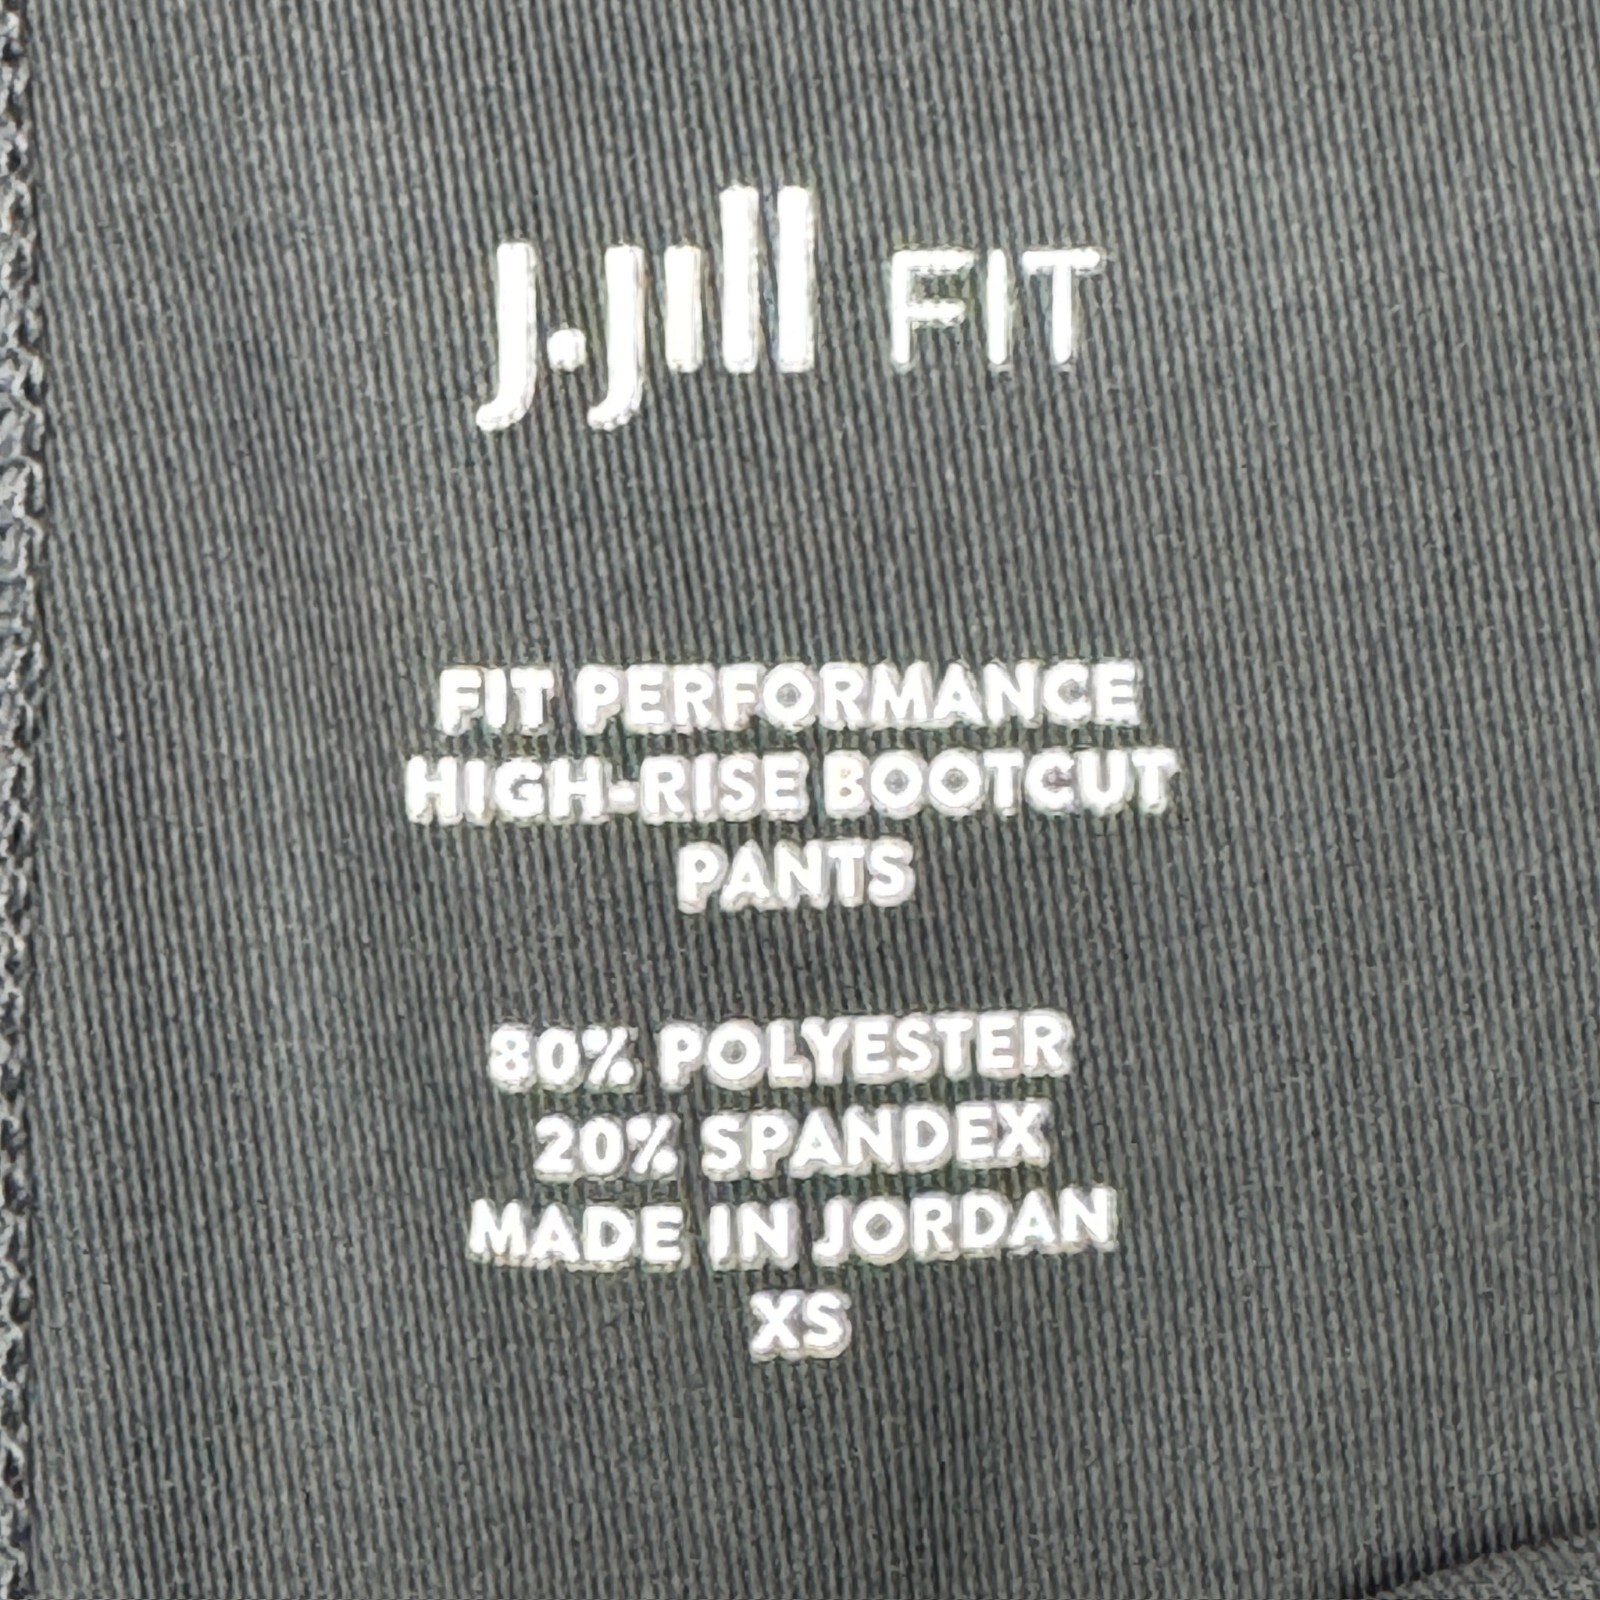 J.Jill FIT
FIT PERFORMANCE
HIGH-RISE BOOTCUT
PANTS
80% POLYESTER
20% SPANDEX
MADE IN JORDAN
XS